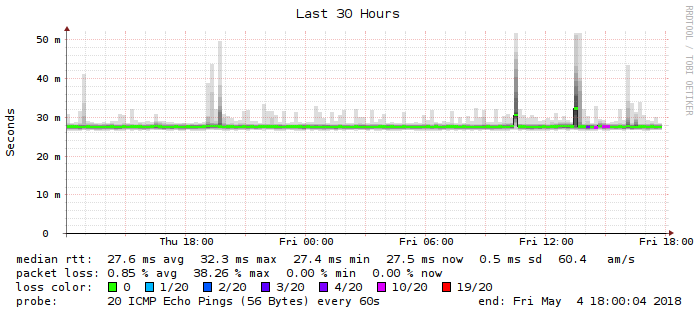 Last 30 Hours
RRDTOOL / TOBI OETIKER
Seconds
50 m
40 m
30 m
20 m
10 m
0
Thu 18:00 Fri 00:00 Fri 06:00 Fri 12:00 Fri 18:00
median rtt: 27.6 ms avg 32.3 ms max 27.4 ms min 27.5 ms now 0.5 ms sd 60.4 am/s
packet loss: 0.85 % avg 38.26 % max 0.00 % min 0.00 % now
loss color: 0 1/20 2/20 3/20 4/20 10/20 19/20
probe: 20 ICMP Echo Pings (56 Bytes) every 60s end: Fri May 4 18:00:04 2018